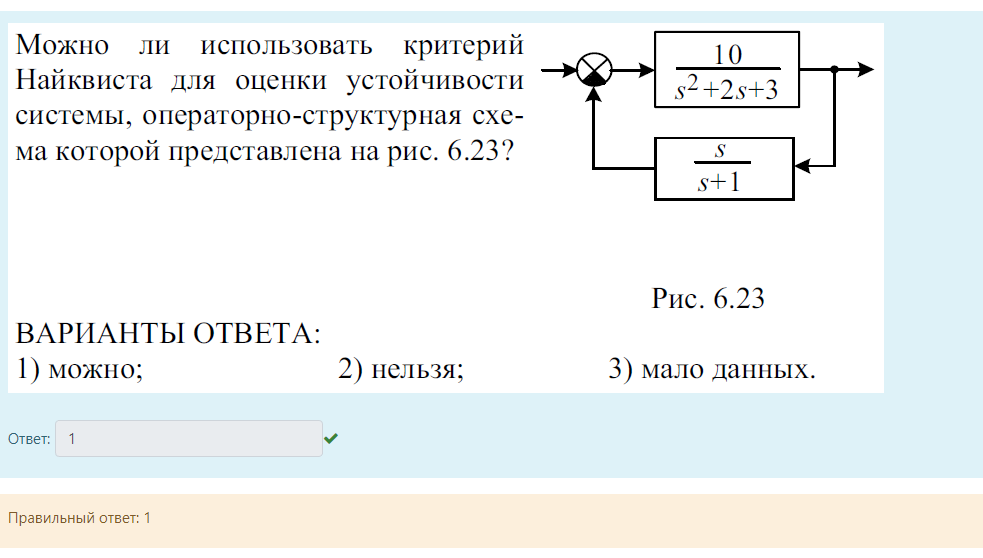 Можно ли использовать критерий
Найквиста для оценки устойчивости
системы, операторно-структурная схе-
ма которой представлена на рис. 6.23?
10
s²+2s+3
s
s+1
Рис. 6.23
ВАРИАНТЫ ОТВЕТА:
1) можно; 2) нельзя; 3) мало данных.
Ответ: 1
Правильный ответ: 1